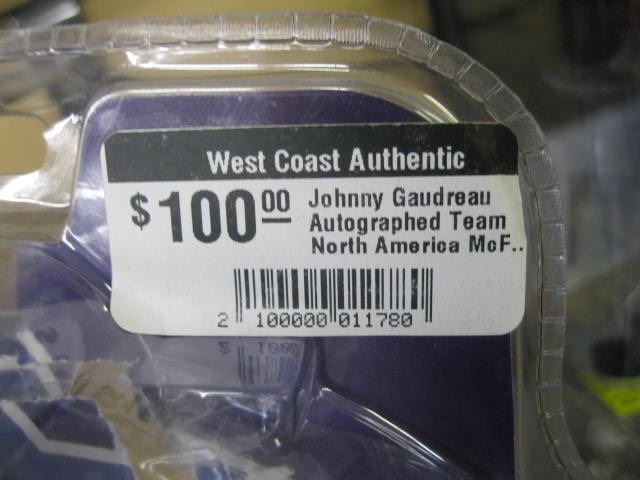 West Coast Authentic
$100.00 Johnny Gaudreau
Autographed Team
North America McF..
2 100000 011780